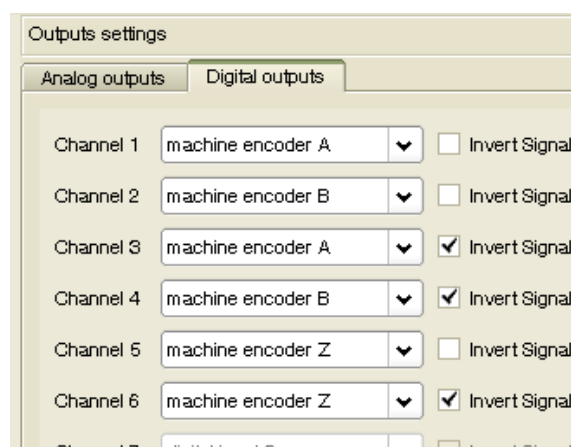 Outputs settings
Analog outputs Digital outputs
Channel 1 machine encoder A Invert Signal
Channel 2 machine encoder B Invert Signal
Channel 3 machine encoder A Invert Signal
Channel 4 machine encoder B Invert Signal
Channel 5 machine encoder Z Invert Signal
Channel 6 machine encoder Z Invert Signal